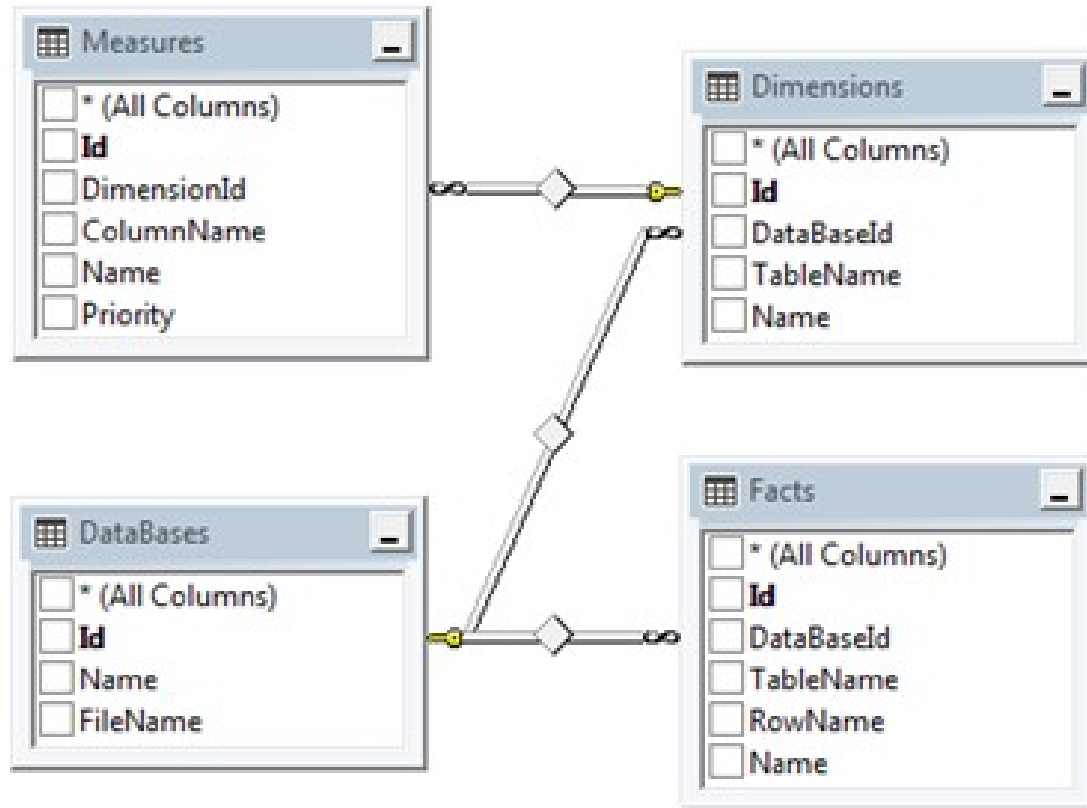 Measures
* (All Columns)
Id
DimensionId
ColumnName
Name
Priority
Dimensions
* (All Columns)
Id
DataBaseId
TableName
Name
DataBases
* (All Columns)
Id
Name
FileName
Facts
* (All Columns)
Id
DataBaseId
TableName
RowName
Name